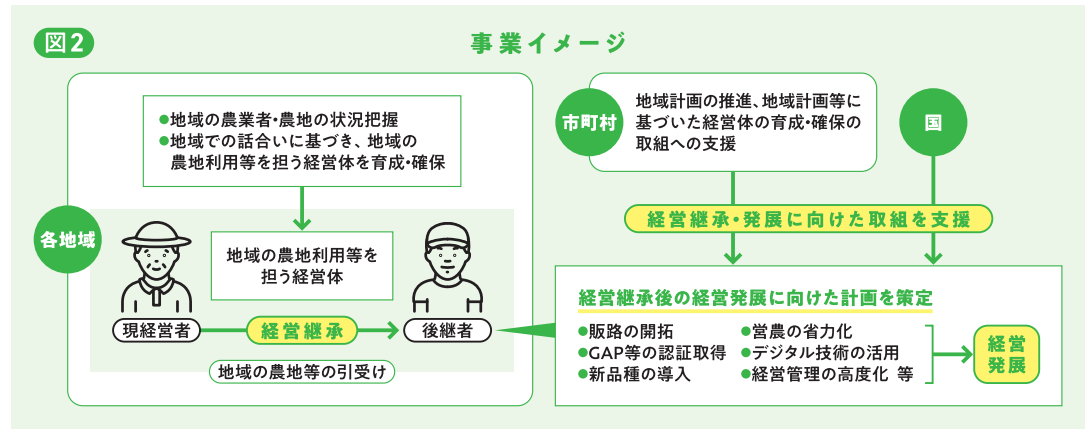 図2
事業イメージ
各地域
●地域の農業者・農地の状況把握
●地域での話合いに基づき、地域の
農地利用等を担う経営体を育成・確保
地域の農地利用等を
担う経営体
現経営者
経営継承
後継者
地域の農地等の引受け
市町村
地域計画の推進、地域計画等に
基づいた経営体の育成・確保の
取組への支援
国
経営継承・発展に向けた取組を支援
経営継承後の経営発展に向けた計画を策定
●販路の開拓
●GAP等の認証取得
●新品種の導入
●営農の省力化
●デジタル技術の活用
●経営管理の高度化 等
経営
発展